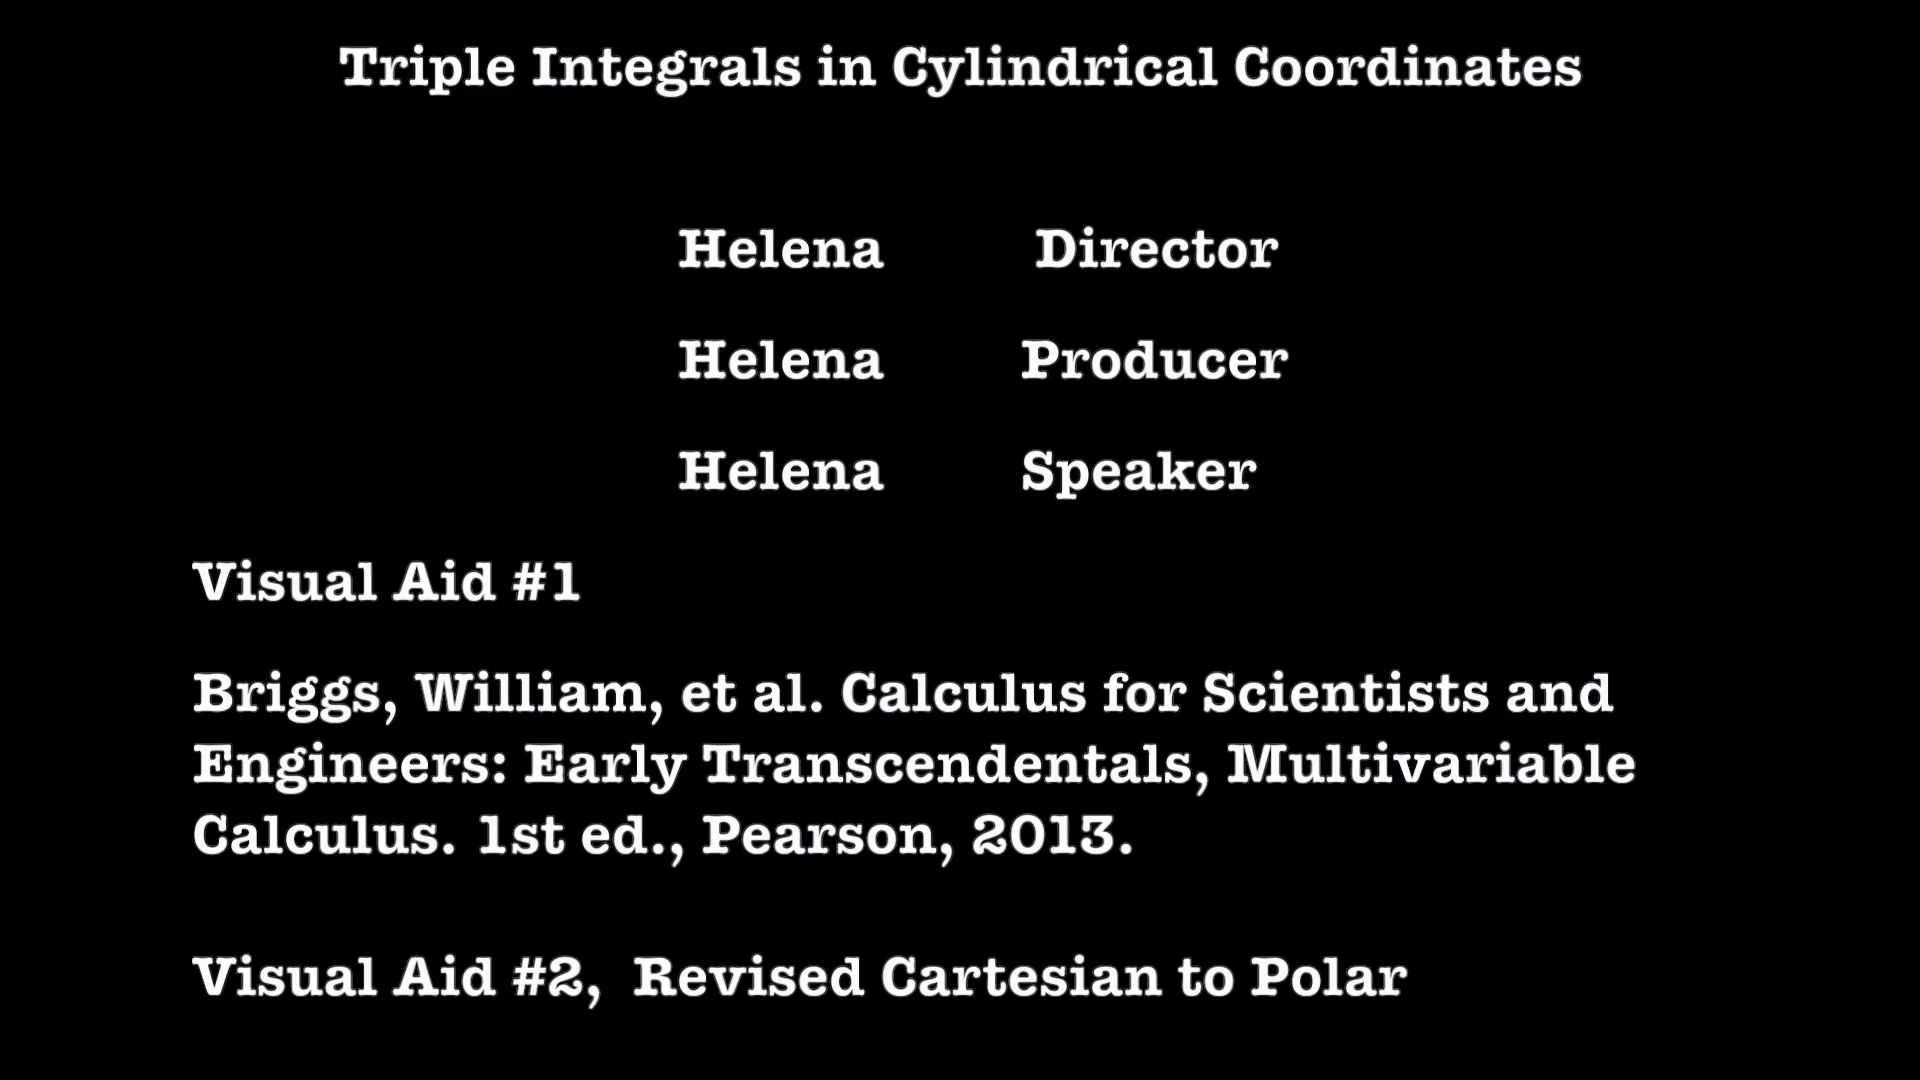 Triple Integrals in Cylindrical Coordinates
Helena Director
Helena Producer
Helena Speaker
Visual Aid #1
Briggs, William, et al. Calculus for Scientists and
Engineers: Early Transcendentals, Multivariable
Calculus. 1st ed., Pearson, 2013.
Visual Aid #2, Revised Cartesian to Polar